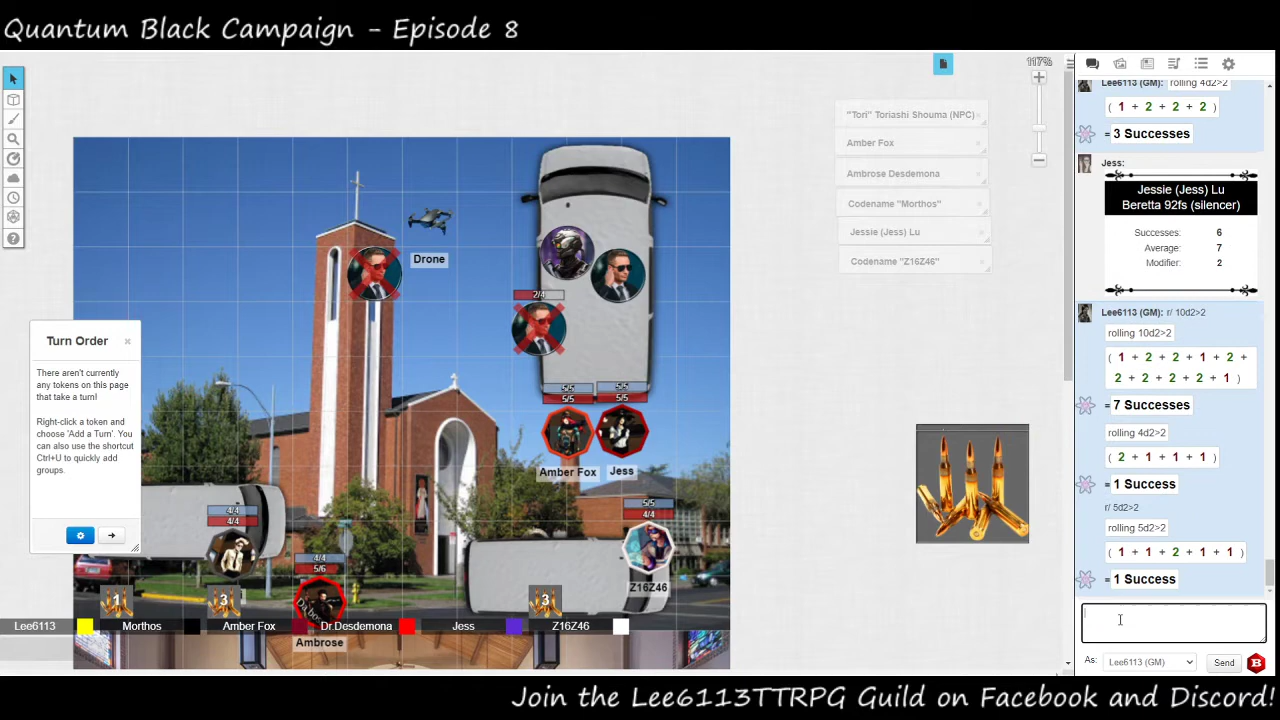 Quantum Black Campaign - Episode 8
117%
Lee6113 (GM): rolling 4d2>2
( 1 + 2 + 2 + 2 )
= 3 Successes
Jess:
Jessie (Jess) Lu
Beretta 92fs (silencer)
Successes: 6
Average: 7
Modifier: 2
Lee6113 (GM): r/ 10d2>2
rolling 10d2>2
( 1 + 2 + 2 + 1 + 2 +
2 + 2 + 2 + 2 + 1 )
= 7 Successes
rolling 4d2>2
( 2 + 1 + 1 + 1 )
= 1 Success
r/ 5d2>2
rolling 5d2>2
( 1 + 1 + 2 + 1 + 1 )
= 1 Success
As: Lee6113 (GM)
Send
B
"Tori" Toriashi Shouma (NPC)
Amber Fox
Ambrose Desdemona
Codename "Morthos"
Jessie (Jess) Lu
Codename "Z16Z46"
Drone
2/4
5/5
5/5
5/5
5/5
Amber Fox
Jess
Turn Order
There aren't currently
any tokens on this page
that take a turn!
Right-click a token and
choose 'Add a Turn'. You
can also use the shortcut
Ctrl+U to quickly add
groups.
4/4
4/4
4/4
5/6
5/5
4/4
Z16Z46
1
3
3
Da boss
Lee6113
Morthos
Amber Fox
Dr.Desdemona
Jess
Z16Z46
Ambrose
Join the Lee6113TTRPG Guild on Facebook and Discord!